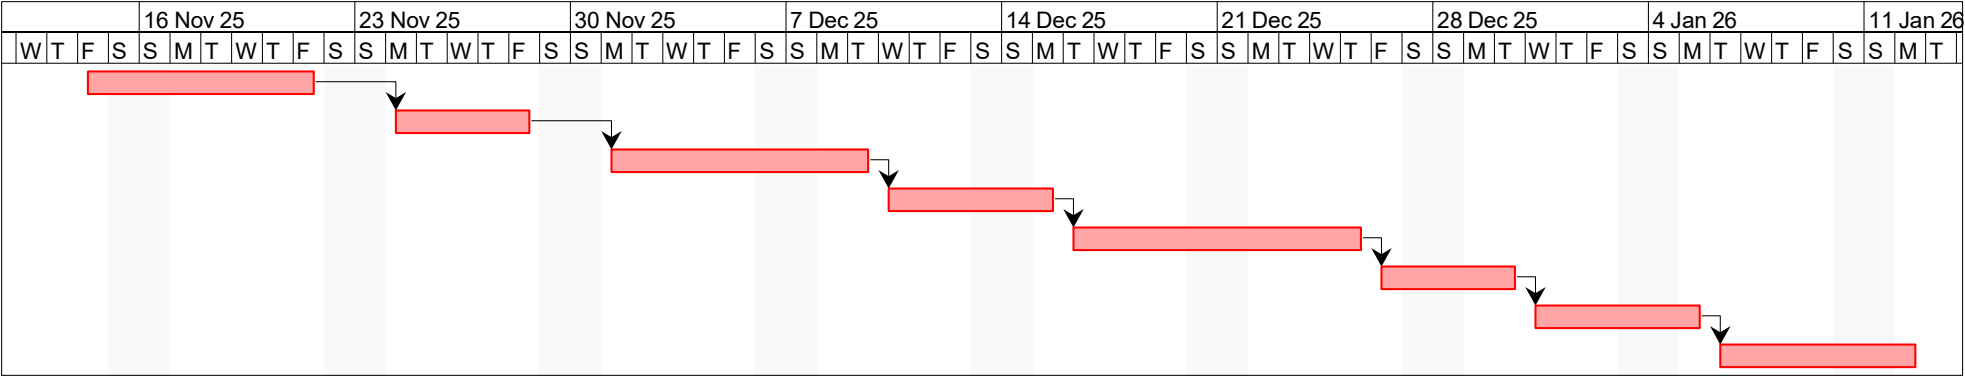 16 Nov 25 23 Nov 25 30 Nov 25 7 Dec 25 14 Dec 25 21 Dec 25 28 Dec 25 4 Jan 26 11 Jan 26
W T F S S M T W T F S S M T W T F S S M T W T F S S M T W T F S S M T W T F S S M T W T F S S M T W T F S S M T W T F S S M T